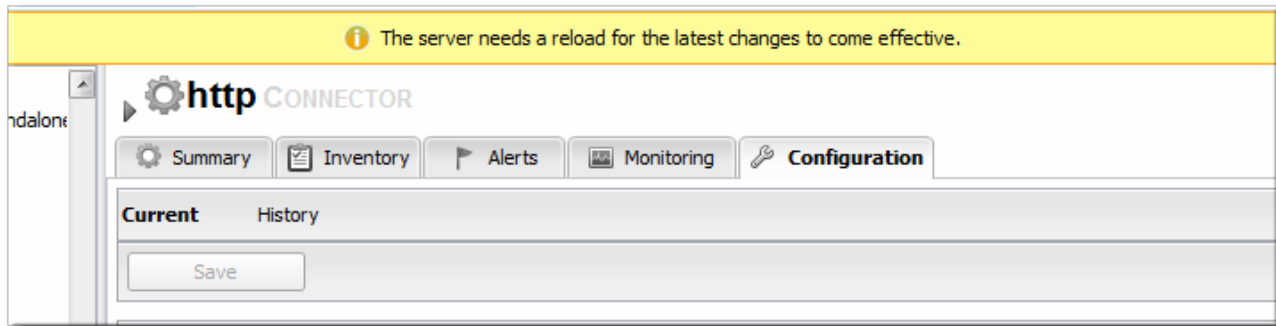 The server needs a reload for the latest changes to come effective.
ndalone
http CONNECTOR
Summary Inventory Alerts Monitoring Configuration
Current History
Save